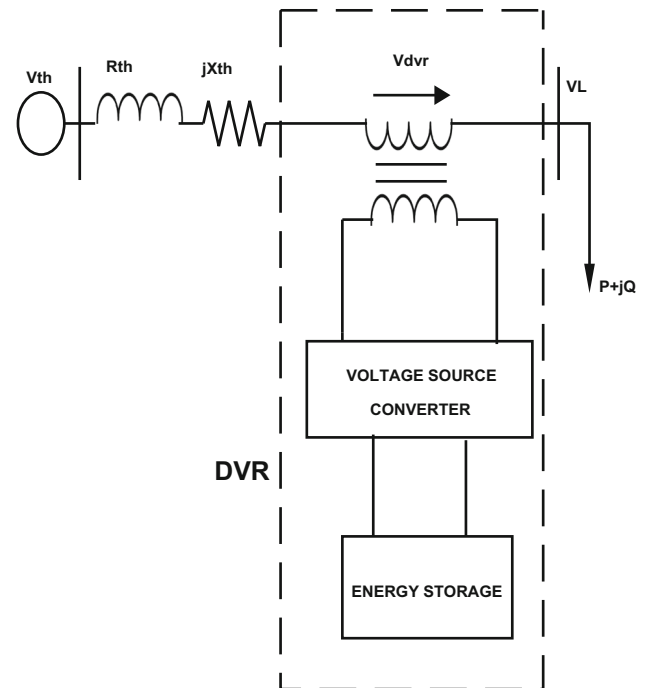 Vdvr
Rth
jXth
Vth
VL
P+jQ
VOLTAGE SOURCE
CONVERTER
DVR
ENERGY STORAGE